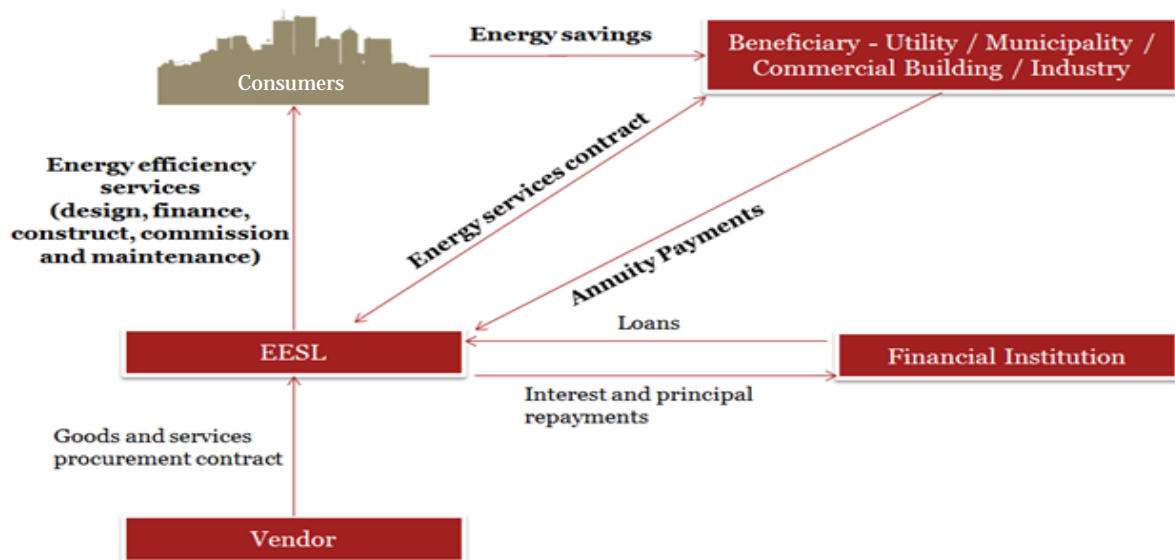 Energy savings
Beneficiary - Utility / Municipality /
Commercial Building / Industry
Consumers
Energy efficiency
services
(design, finance,
construct, commission
and maintenance)
Energy services contract
Annuity Payments
Loans
EESL
Financial Institution
Interest and principal
repayments
Goods and services
procurement contract
Vendor